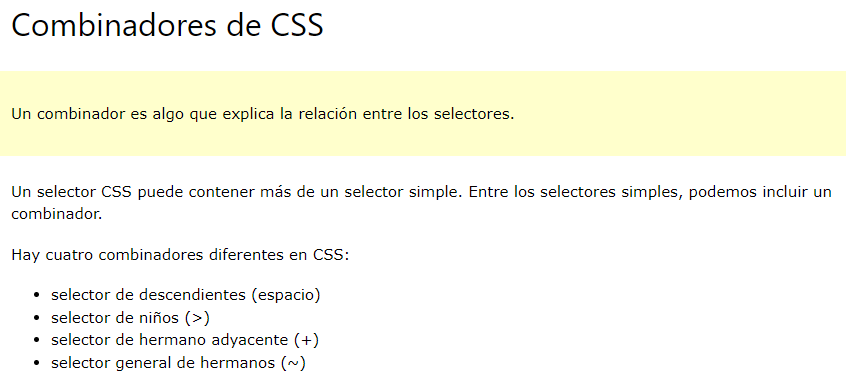 Combinadores de CSS
Un combinador es algo que explica la relación entre los selectores.
Un selector CSS puede contener más de un selector simple. Entre los selectores simples, podemos incluir un
combinador.
Hay cuatro combinadores diferentes en CSS:
• selector de descendientes (espacio)
• selector de niños (>)
• selector de hermano adyacente (+)
• selector general de hermanos (~)